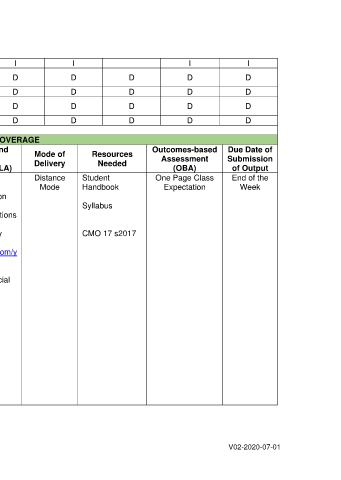 I I I I
D D D D D
D D D D D
D D D D D
D D D D D
OVERAGE
nd
LA)
Mode of
Delivery
Resources
Needed
Outcomes-based
Assessment
(OBA)
Due Date of
Submission
of Output
on
tions
y
om/y
cial
Distance
Mode
Student
Handbook
Syllabus
CMO 17 s2017
One Page Class
Expectation
End of the
Week
V02-2020-07-01